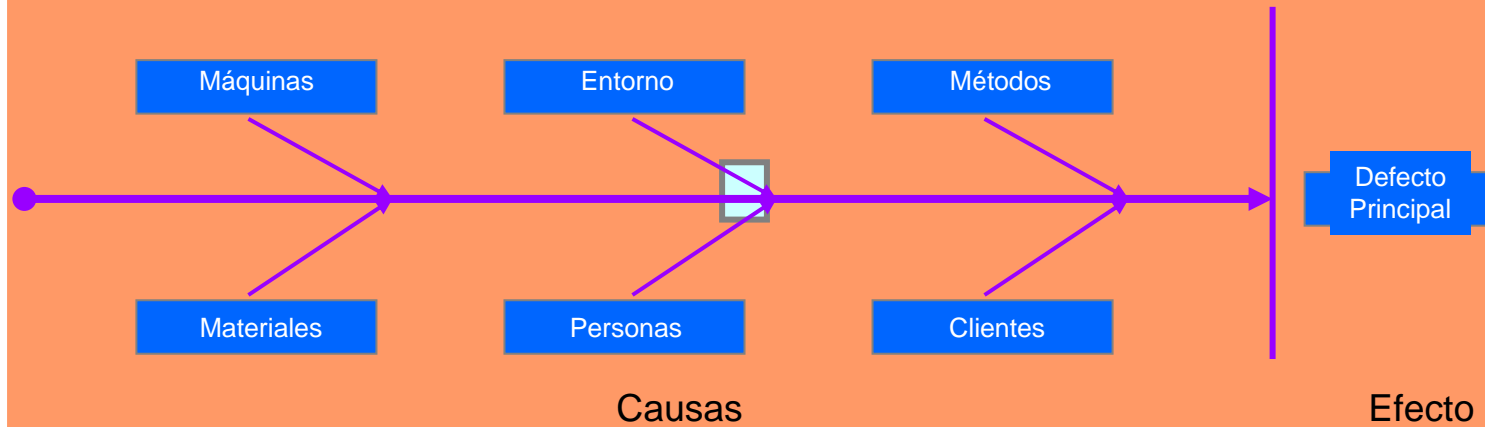 Máquinas
Entorno
Métodos
Defecto
Principal
Materiales
Personas
Clientes
Causas
Efecto